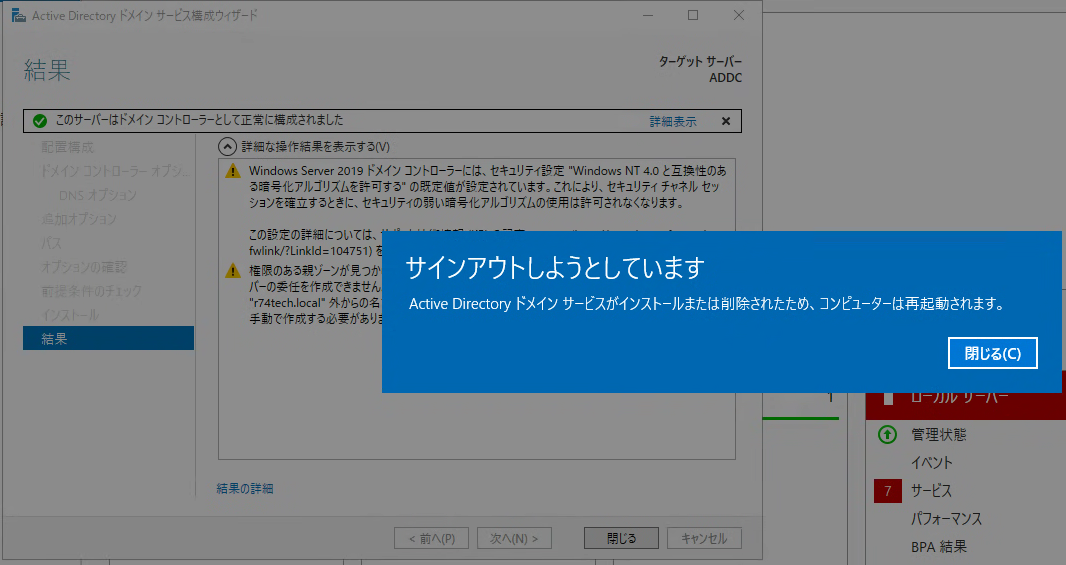 Active Directory ドメイン サービス構成ウィザード
結果
ターゲット サーバー
ADDC
このサーバーはドメイン コントローラーとして正常に構成されました
詳細表示
配置構成
ドメイン コントローラー オプシ...
DNS オプション
追加オプション
パス
オプションの確認
前提条件のチェック
インストール
結果
詳細な操作結果を表示する(V)
Windows Server 2019 ドメイン コントローラーには、セキュリティ設定 "Windows NT 4.0 と互換性のあ
る暗号化アルゴリズムを許可する" の既定値が設定されています。これにより、セキュリティ チャネル セッ
ションを確立するときに、セキュリティの弱い暗号化アルゴリズムの使用は許可されなくなります。
この設定の詳細については、
fwlink/?LinkId=104751) を
権限のある親ゾーンが見つか
バーの委任を作成できません
"r74tech.local" 外からの名
手動で作成する必要があり
サインアウトしようとしています
Active Directory ドメイン サービスがインストールまたは削除されたため、コンピューターは再起動されます。
閉じる(C)
結果の詳細
< 前へ(P)
次へ(N) >
閉じる
キャンセル
1
ローカル サーバー
管理状態
イベント
7 サービス
パフォーマンス
BPA 結果